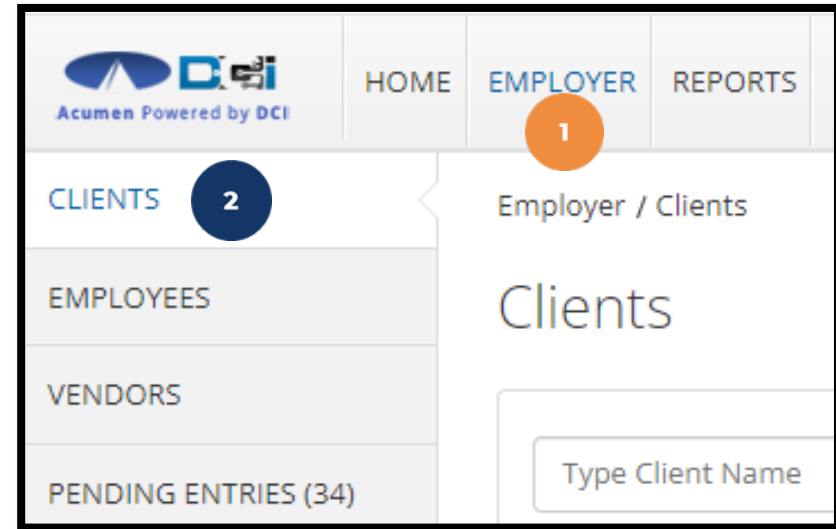 DCi
Acumen Powered by DCI
HOME EMPLOYER REPORTS
1
CLIENTS 2
Employer / Clients
EMPLOYEES
Clients
VENDORS
Type Client Name
PENDING ENTRIES (34)